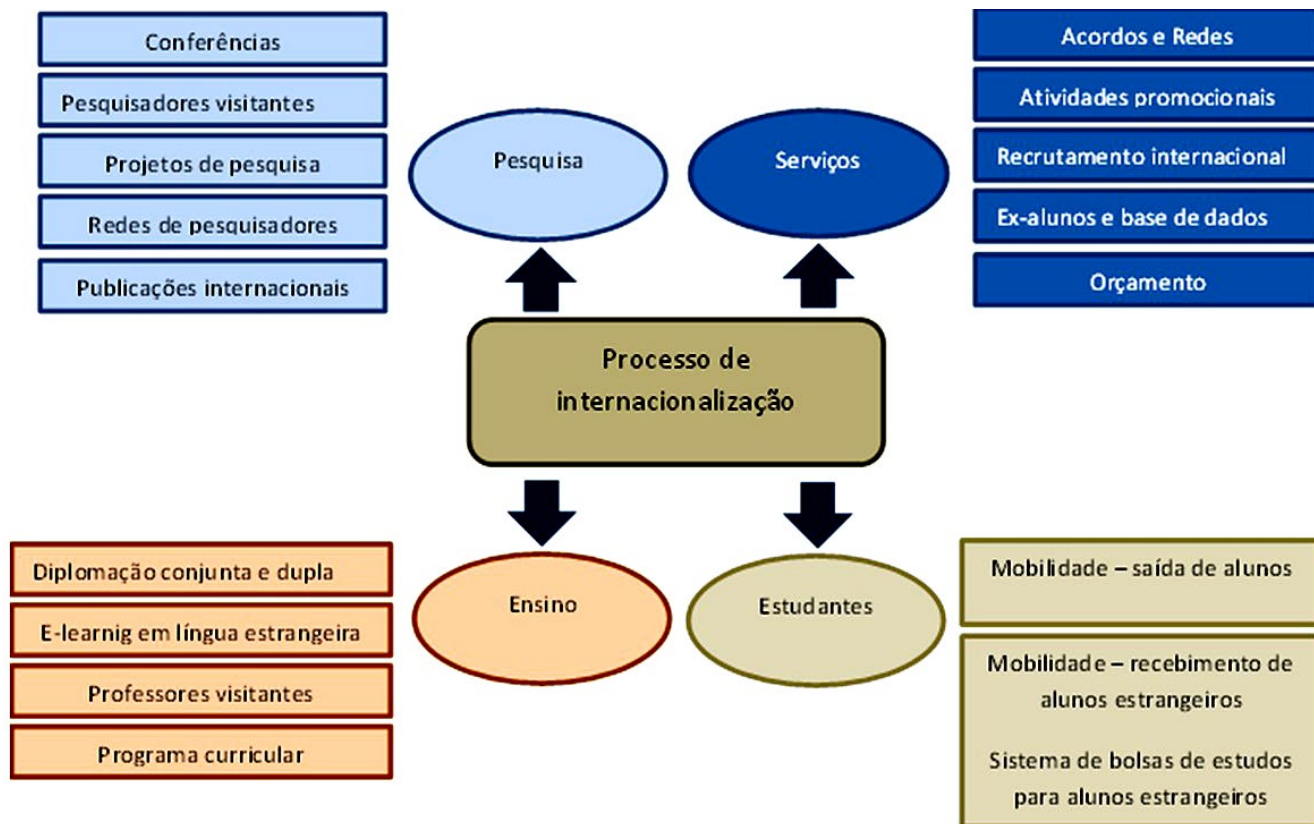 Conferências
Pesquisadores visitantes
Projetos de pesquisa
Redes de pesquisadores
Publicações internacionais
Pesquisa
Serviços
Acordos e Redes
Atividades promocionais
Recrutamento internacional
Ex-alunos e base de dados
Orçamento
Processo de
internacionalização
Diplomação conjunta e dupla
E-learnig em língua estrangeira
Professores visitantes
Programa curricular
Ensino
Estudantes
Mobilidade – saída de alunos
Mobilidade – recebimento de
alunos estrangeiros
Sistema de bolsas de estudos
para alunos estrangeiros